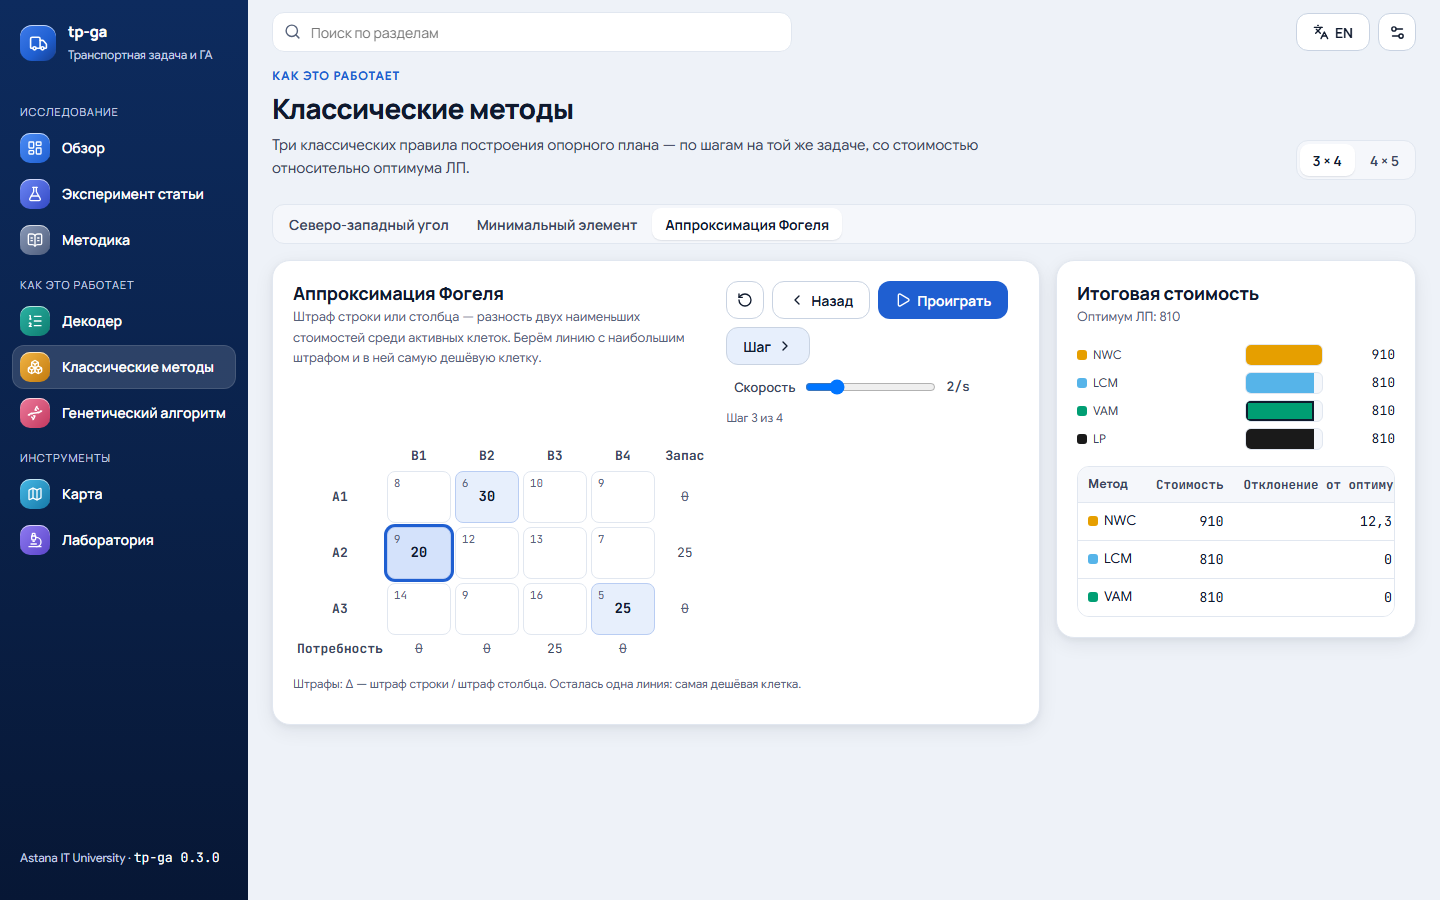 tp-ga
Транспортная задача и ГА
ИССЛЕДОВАНИЕ
Обзор
Эксперимент статьи
Методика
КАК ЭТО РАБОТАЕТ
Декодер
Классические методы
Генетический алгоритм
ИНСТРУМЕНТЫ
Карта
Лаборатория
Astana IT University · tp-ga 0.3.0
Поиск по разделам
EN
КАК ЭТО РАБОТАЕТ
Классические методы
Три классических правила построения опорного плана — по шагам на той же задаче, со стоимостью
относительно оптимума ЛП.
3 × 4 4 × 5
Северо-западный угол Минимальный элемент Аппроксимация Фогеля
Аппроксимация Фогеля
Штраф строки или столбца — разность двух наименьших
стоимостей среди активных клеток. Берём линию с наибольшим
штрафом и в ней самую дешёвую клетку.
Назад Проиграть
Шаг
Скорость 2/s
Шаг 3 из 4
B1 B2 B3 B4 Запас
A1 8 6 30 10 9 0
A2 9 20 12 13 7 25
A3 14 9 16 5 25 0
Потребность 0 0 25 0
Штрафы: Δ — штраф строки / штраф столбца. Осталась одна линия: самая дешёвая клетка.
Итоговая стоимость
Оптимум ЛП: 810
NWC 910
LCM 810
VAM 810
LP 810
Метод Стоимость Отклонение от оптиму
NWC 910 12,3
LCM 810 0
VAM 810 0